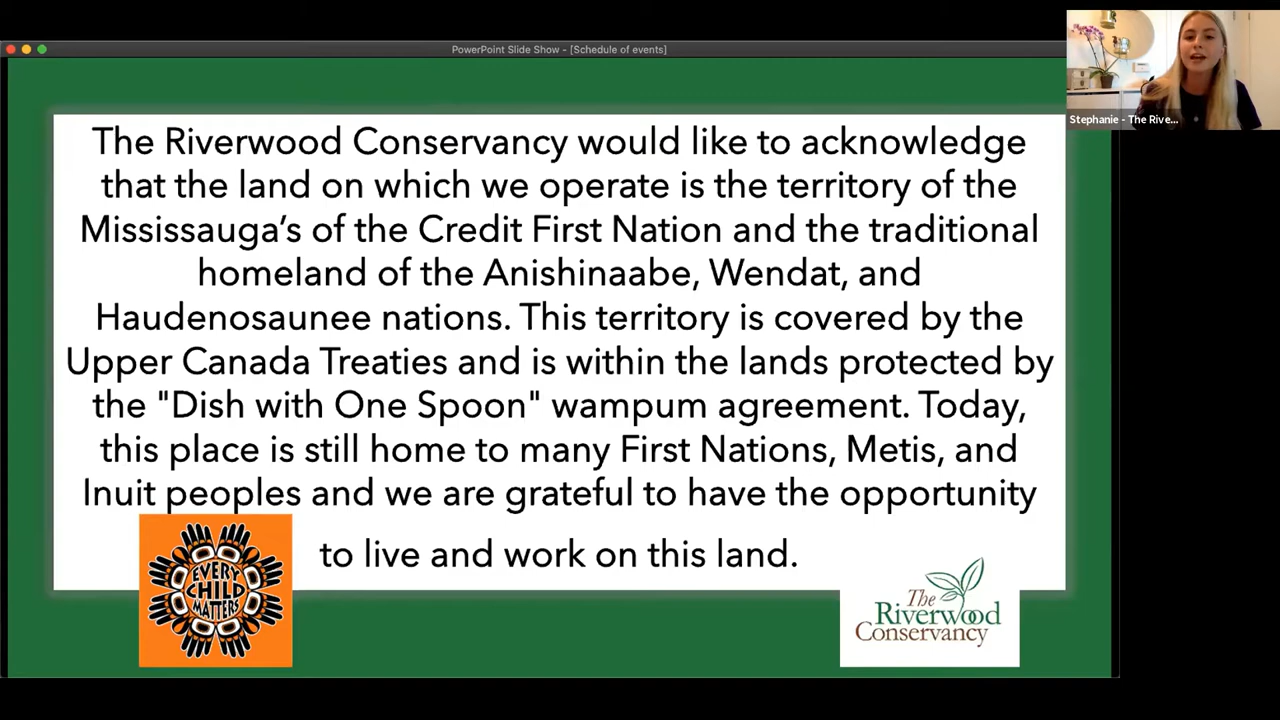 PowerPoint Slide Show - [Schedule of events]
Stephanie - The Rive...
The Riverwood Conservancy would like to acknowledge
that the land on which we operate is the territory of the
Mississauga’s of the Credit First Nation and the traditional
homeland of the Anishinaabe, Wendat, and
Haudenosaunee nations. This territory is covered by the
Upper Canada Treaties and is within the lands protected by
the "Dish with One Spoon" wampum agreement. Today,
this place is still home to many First Nations, Metis, and
Inuit peoples and we are grateful to have the opportunity
to live and work on this land.
EVERY
CHILD
MATTERS
The
Riverwood
Conservancy